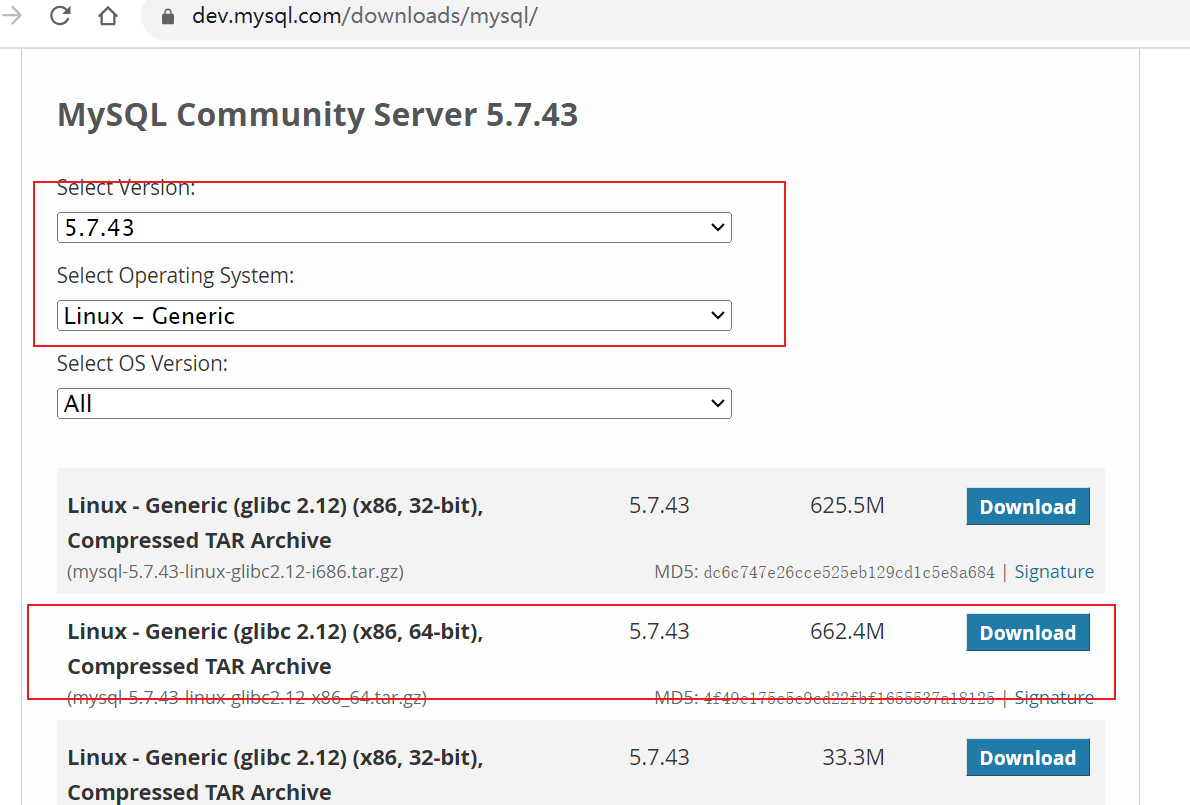 dev.mysql.com/downloads/mysql/
MySQL Community Server 5.7.43
Select Version:
5.7.43
Select Operating System:
Linux - Generic
Select OS Version:
All
Linux - Generic (glibc 2.12) (x86, 32-bit), 5.7.43 625.5M Download
Compressed TAR Archive
(mysql-5.7.43-linux-glibc2.12-i686.tar.gz) MD5: dc6c747e26cce525eb129cd1c5e8a684 | Signature
Linux - Generic (glibc 2.12) (x86, 64-bit), 5.7.43 662.4M Download
Compressed TAR Archive
(mysql-5.7.43-linux-glibc2.12-x86_64.tar.gz) MD5: | Signature
Linux - Generic (glibc 2.12) (x86, 32-bit), 5.7.43 33.3M Download
Compressed TAR Archive